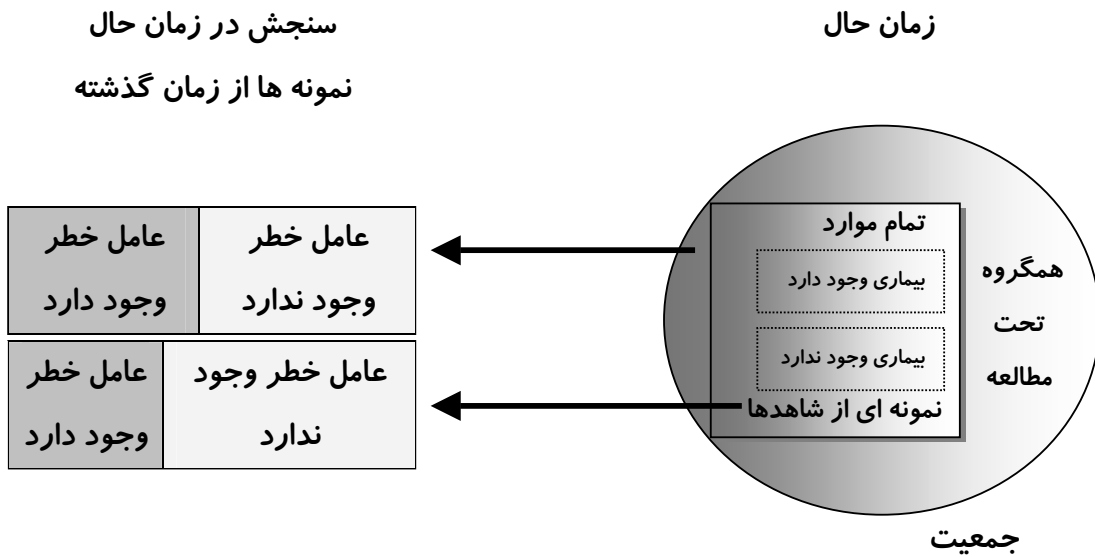 زمان حال
سنجش در زمان حال
نمونه ها از زمان گذشته
تمام موارد
بیماری وجود دارد
بیماری وجود ندارد
نمونه ای از شاهدها
همگروه
تحت
مطالعه
جمعیت
عامل خطر
وجود ندارد
عامل خطر
وجود دارد
عامل خطر وجود
ندارد
عامل خطر
وجود دارد